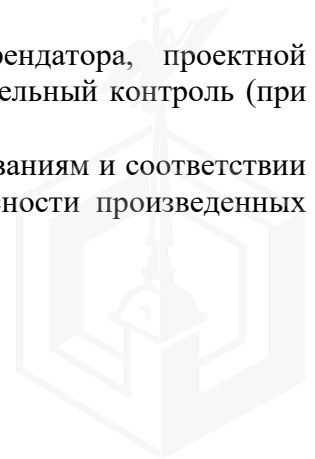 рендатора, проектной
ельный контроль (при
ваниям и соответствии
ности произведенных